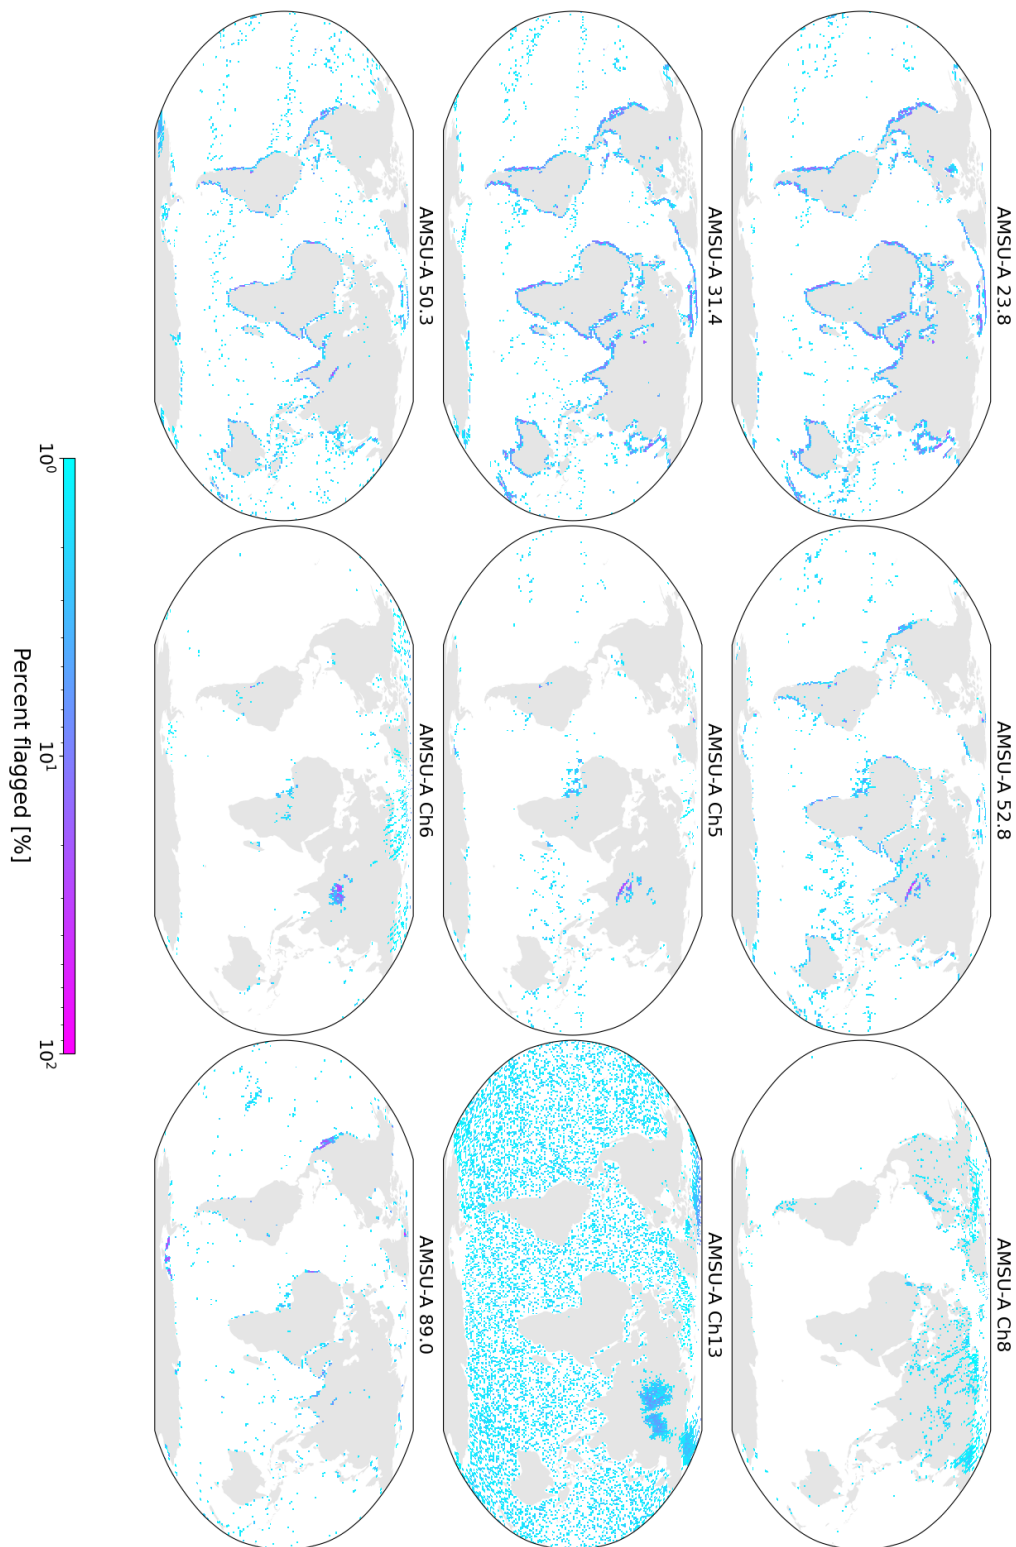 AMSU-A 23.8
AMSU-A 52.8
AMSU-A Ch8
AMSU-A 31.4
AMSU-A Ch5
AMSU-A Ch13
AMSU-A 50.3
AMSU-A Ch6
AMSU-A 89.0
10⁰ 10¹ 10²
Percent flagged [%]